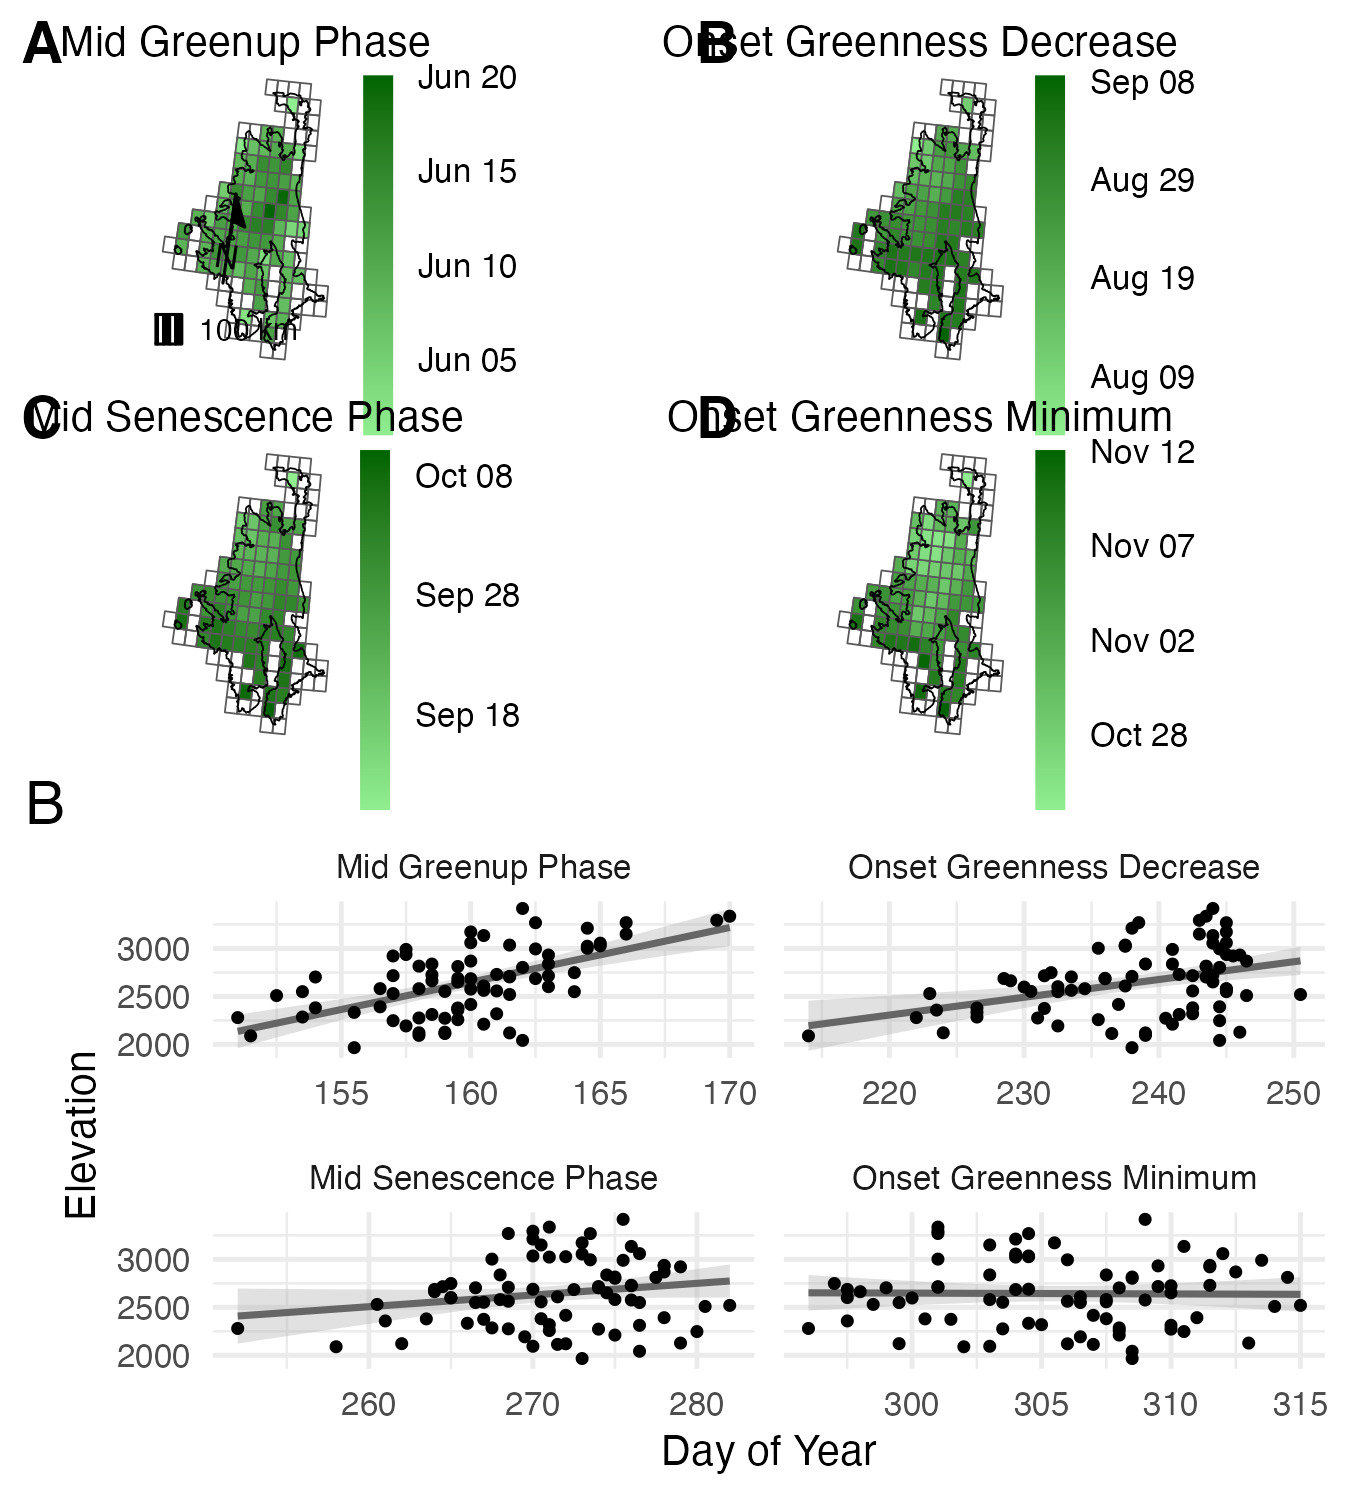 A Mid Greenup Phase
Jun 20
Jun 15
Jun 10
Jun 05
N
100 km
B Onset Greenness Decrease
Sep 08
Aug 29
Aug 19
Aug 09
C Mid Senescence Phase
Oct 08
Sep 28
Sep 18
D Onset Greenness Minimum
Nov 12
Nov 07
Nov 02
Oct 28
B
Mid Greenup Phase
3000
2500
2000
155 160 165 170
Onset Greenness Decrease
220 230 240 250
Elevation
Mid Senescence Phase
3000
2500
2000
260 270 280
Onset Greenness Minimum
300 305 310 315
Day of Year